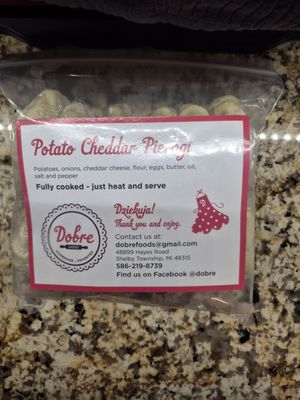 Potato Cheddar Pierogi
Potatoes, onions, cheddar cheese, flour, eggs, butter, oil,
salt and pepper
Fully cooked - just heat and serve
Dziekuja!
Thank you and enjoy.
Contact us at:
dobrefoods@gmail.com
48899 Hayes Road
Shelby Township, MI 48315
586-219-8739
Find us on Facebook @dobre
Dobre
FOODS